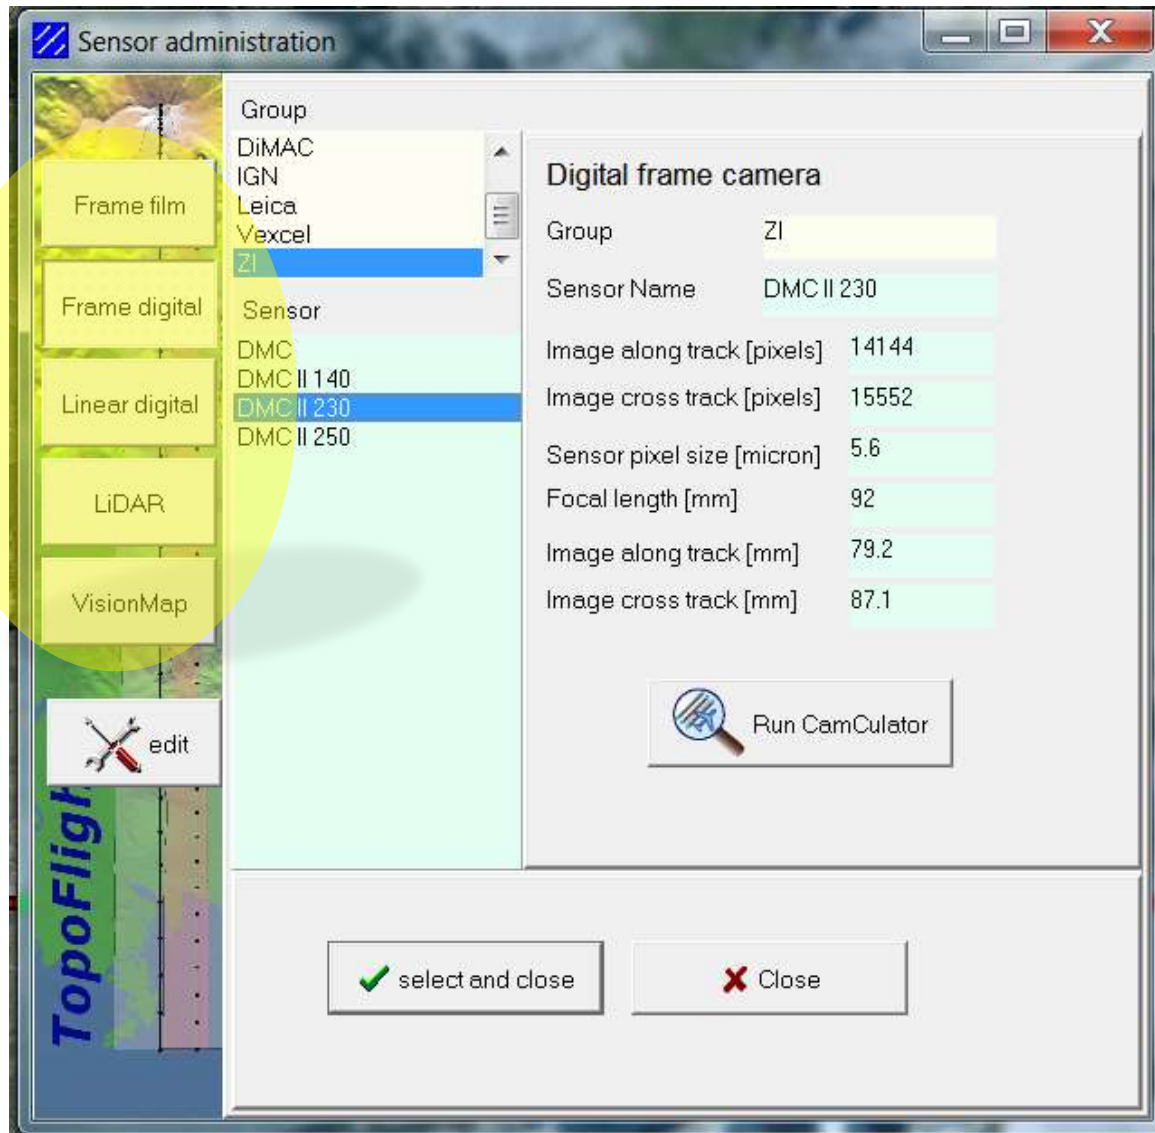 Sensor administration
Frame film
Frame digital
Linear digital
LiDAR
VisionMap
edit
TopoFligh
Group
DiMAC
IGN
Leica
Vexcel
ZI
Sensor
DMC
DMC II 140
DMC II 230
DMC II 250
Digital frame camera
Group ZI
Sensor Name DMC II 230
Image along track [pixels] 14144
Image cross track [pixels] 15552
Sensor pixel size [micron] 5.6
Focal length [mm] 92
Image along track [mm] 79.2
Image cross track [mm] 87.1
Run CamCulator
select and close
Close